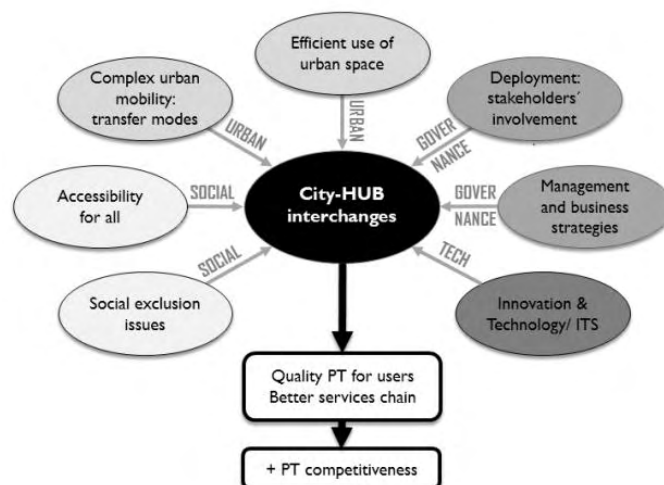 Efficient use of
urban space
Complex urban
mobility:
transfer modes
Deployment:
stakeholders´
involvement
URBAN
URBAN
GOVER
NANCE
Accessibility
for all
SOCIAL
City-HUB
interchanges
GOVER
NANCE
Management
and business
strategies
SOCIAL
TECH
Social exclusion
issues
Innovation &
Technology/ ITS
Quality PT for users
Better services chain
+ PT competitiveness